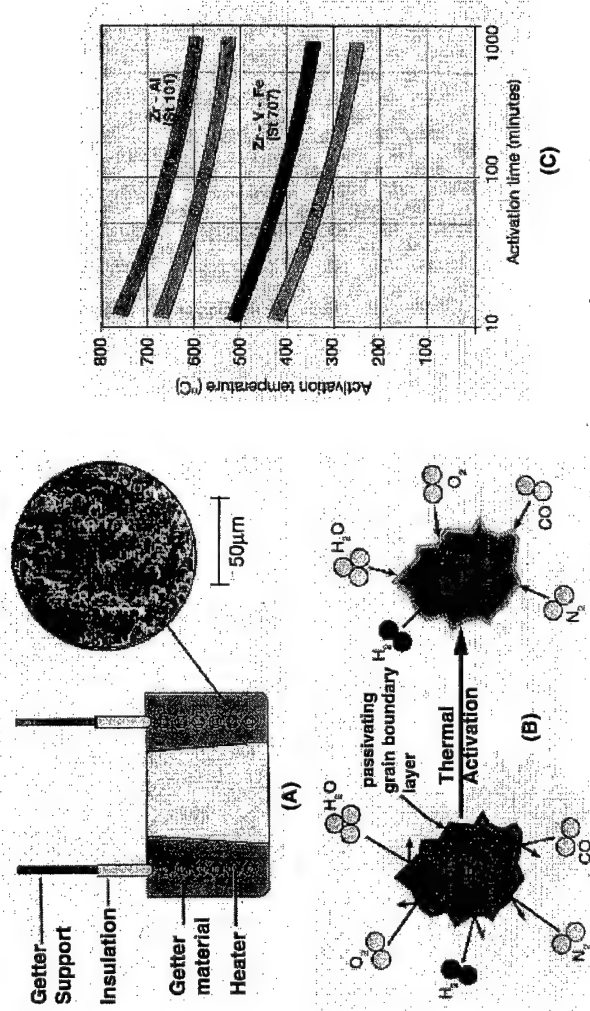 Getter
Support
Insulation
Getter
material
Heater
50μm
(A)
O2
H2O
H2
N2
CO
passivating
grain boundary
layer
Thermal
Activation
H2
H2O
O2
CO
N2
(B)
Activation temperature (°C)
800
700
600
500
400
300
200
100
Zr - Al
(St 101)
Zr - V - Fe
(St 707)
10
100
1000
Activation time (minutes)
(C)